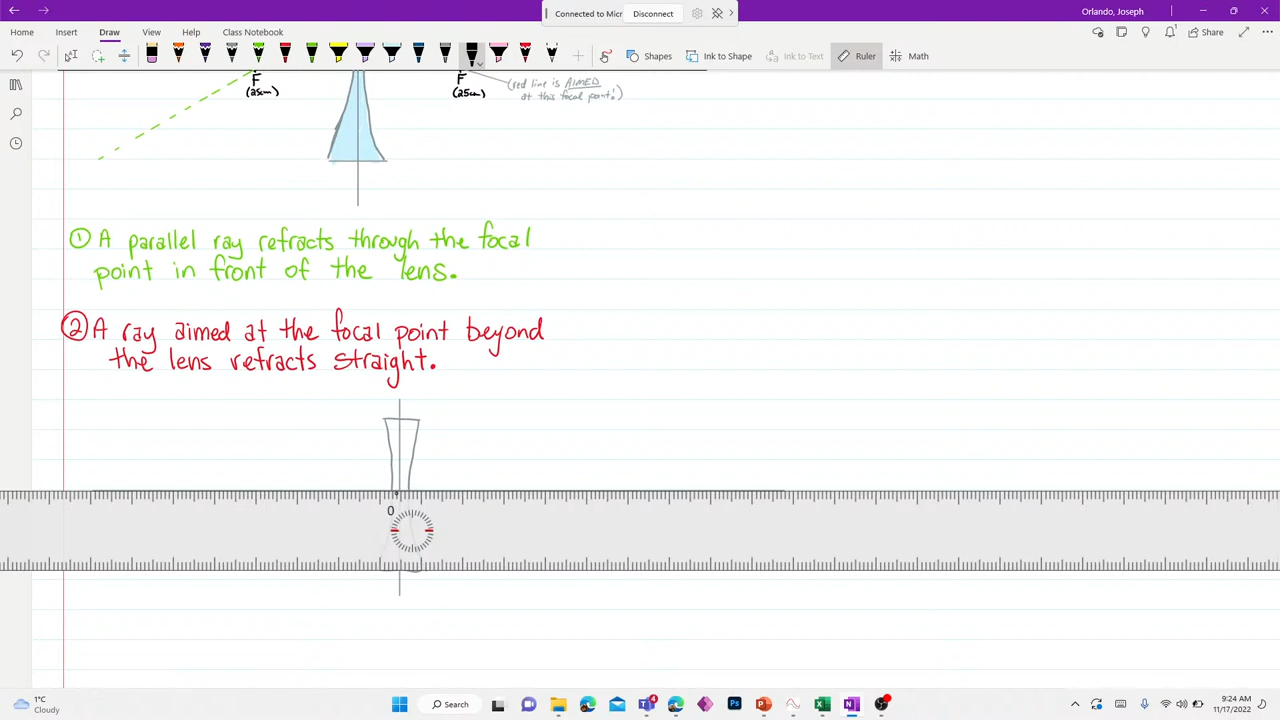 Connected to Micr Disconnect
Orlando, Joseph
Home Insert Draw View Help Class Notebook
Share
Shapes Ink to Shape Ink to Text Ruler Math
F
(25cm)
F
(25cm)
(red line is AIMED
at this focal point!)
① A parallel ray refracts through the focal
point in front of the lens.
② A ray aimed at the focal point beyond
the lens refracts straight.
0
1°C
Cloudy
Search
4
9:24 AM
11/17/2022